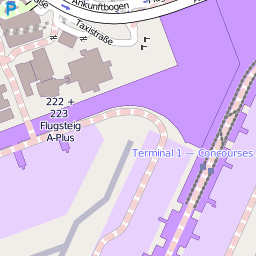 P
Ankunftbogen
Taxistraße
222 +
223
Flugsteig
A-Plus
Terminal 1 — Concourses